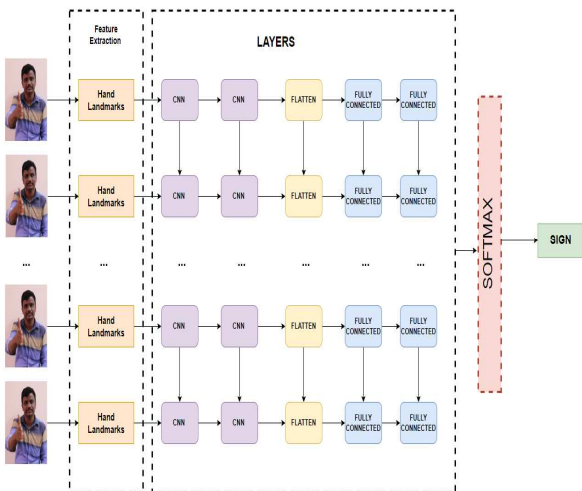 Feature
Extraction
LAYERS
Hand
Landmarks
CNN
CNN
FLATTEN
FULLY
CONNECTED
FULLY
CONNECTED
Hand
Landmarks
CNN
CNN
FLATTEN
FULLY
CONNECTED
FULLY
CONNECTED
... ... ... ... ... ... ...
Hand
Landmarks
CNN
CNN
FLATTEN
FULLY
CONNECTED
FULLY
CONNECTED
Hand
Landmarks
CNN
CNN
FLATTEN
FULLY
CONNECTED
FULLY
CONNECTED
SOFTMAX
SIGN